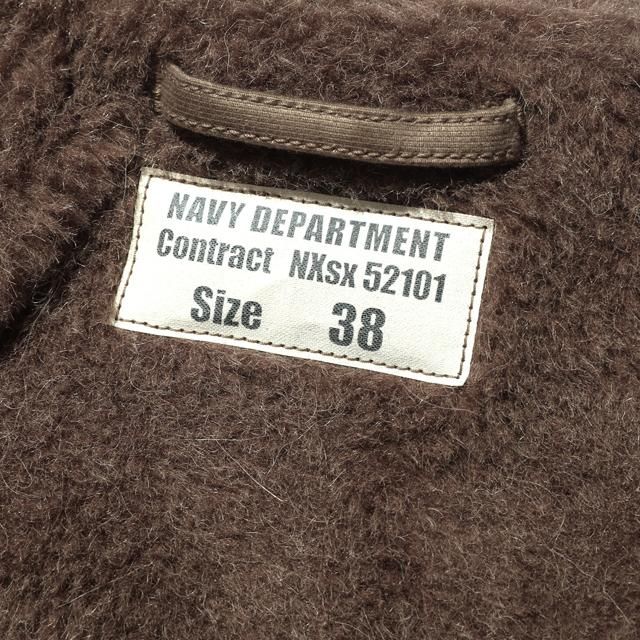 NAVY DEPARTMENT
Contract NXsx 52101
Size 38